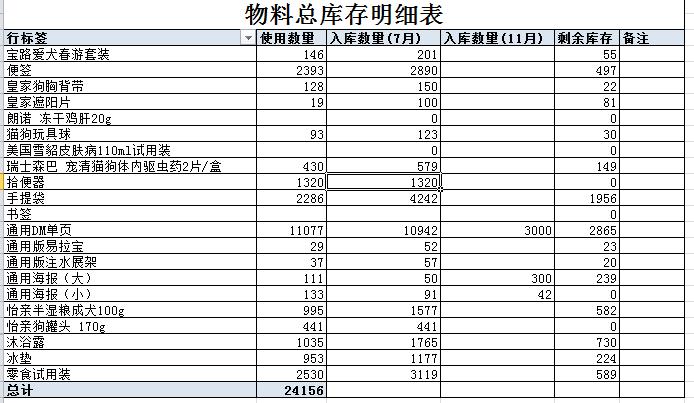 物料总库存明细表
行标签 使用数量 入库数量(7月) 入库数量(11月) 剩余库存 备注
宝路爱犬春游套装 146 201 55
便签 2393 2890 497
皇家狗胸背带 128 150 22
皇家遮阳片 19 100 81
朗诺 冻干鸡肝20g 0 0
猫狗玩具球 93 123 30
美国雪貂皮肤病110ml试用装 0 0
瑞士森巴 宠清猫狗体内驱虫药2片/盒 430 579 149
拾便器 1320 1320 0
手提袋 2286 4242 1956
书签 0
通用DM单页 11077 10942 3000 2865
通用版易拉宝 29 52 23
通用版注水展架 37 57 20
通用海报（大） 111 50 300 239
通用海报（小） 133 91 42 0
怡亲半湿粮成犬100g 995 1577 582
怡亲狗罐头 170g 441 441 0
沐浴露 1035 1765 730
冰垫 953 1177 224
零食试用装 2530 3119 589
总计 24156